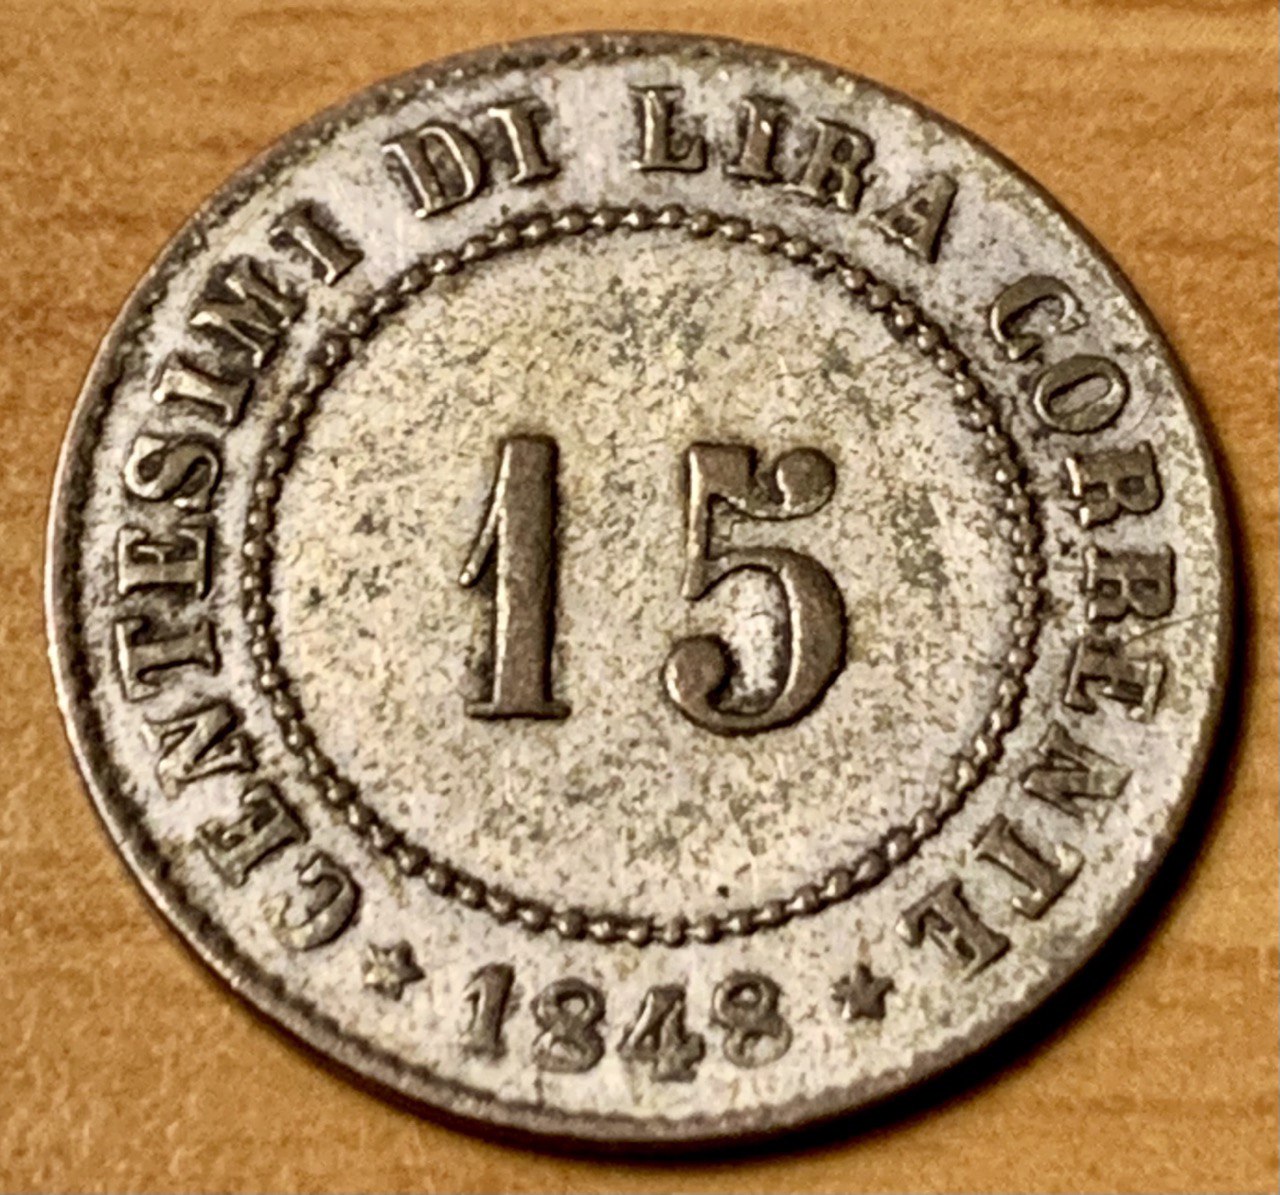 CENTESIMI DI LIRA CORRENTE
15
1848